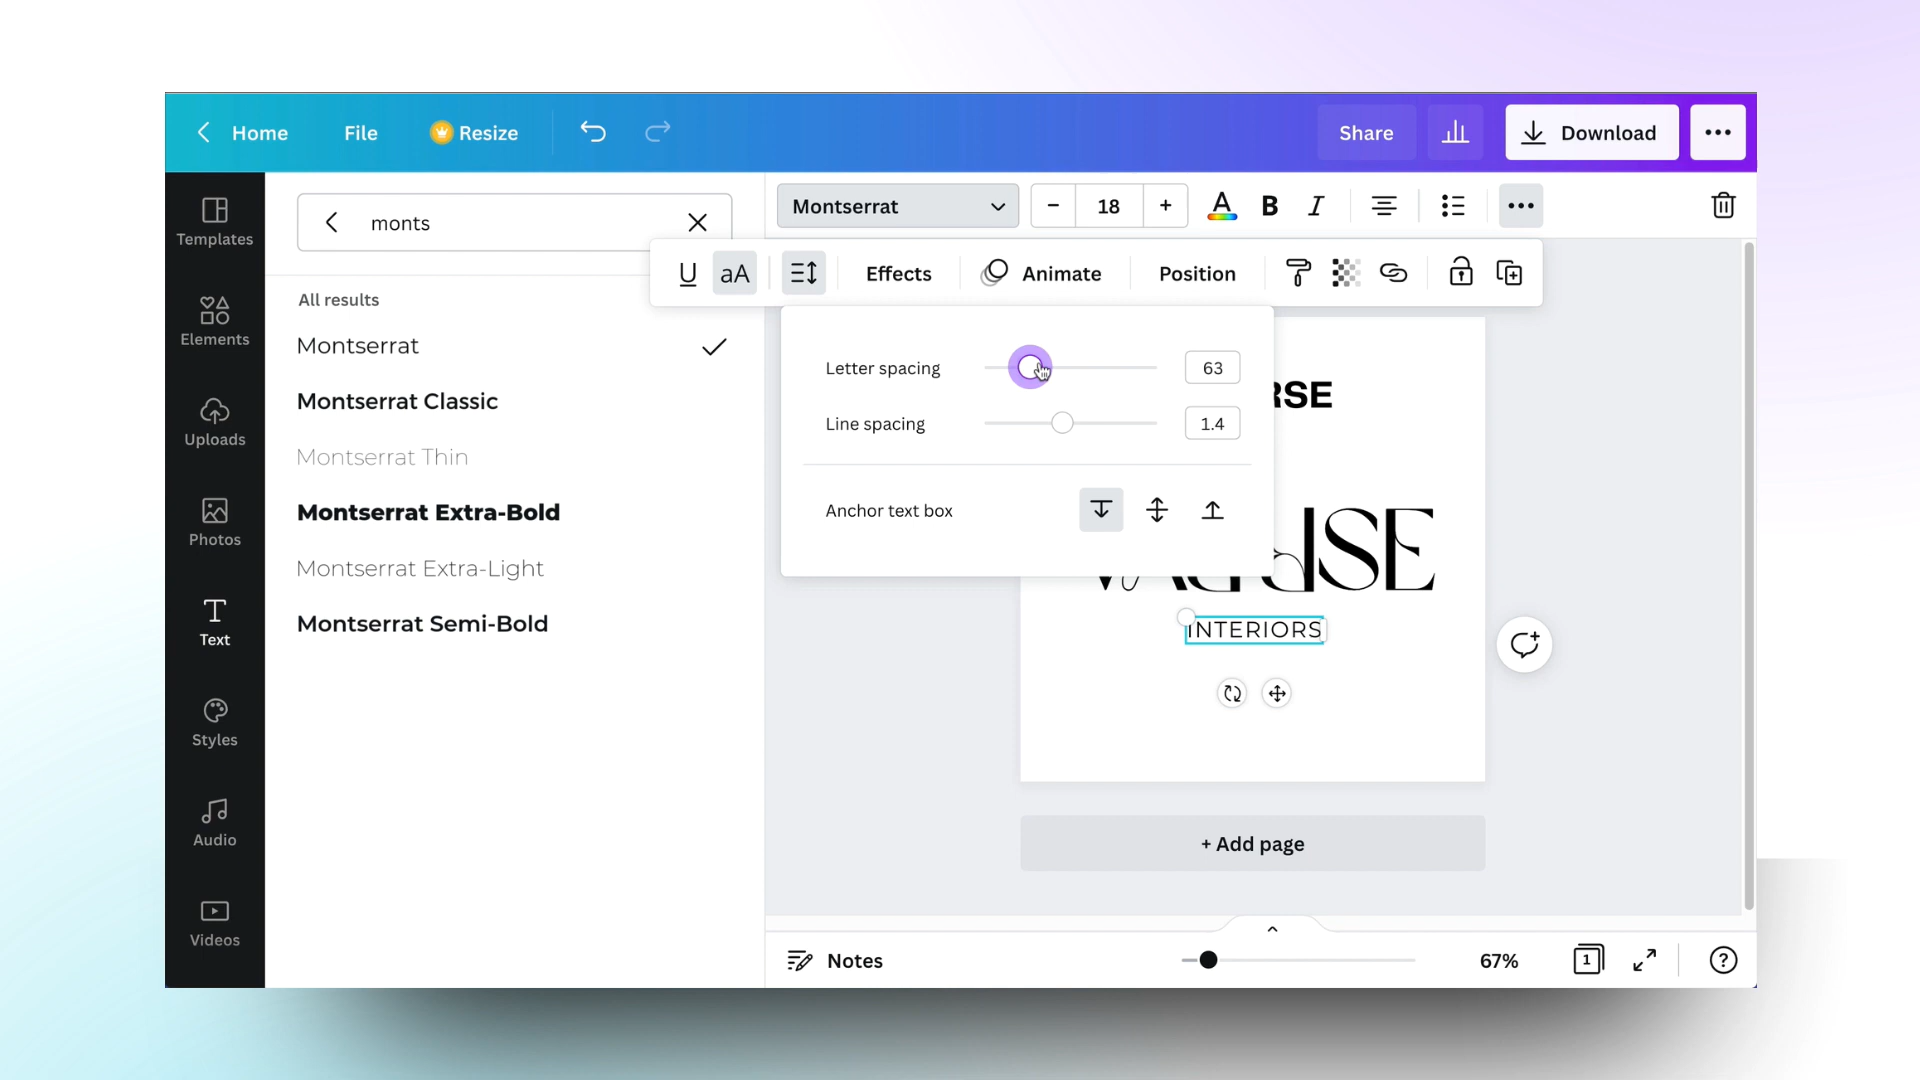 Home File Resize Share Download
Templates
Elements
Uploads
Photos
Text
Styles
Audio
Videos
monts
All results
Montserrat
Montserrat Classic
Montserrat Thin
Montserrat Extra-Bold
Montserrat Extra-Light
Montserrat Semi-Bold
Montserrat − 18 + A B I
U aA Effects Animate Position
Letter spacing 63
Line spacing 1.4
Anchor text box
RSE
INTERIORS
+ Add page
Notes 67% 1 ?